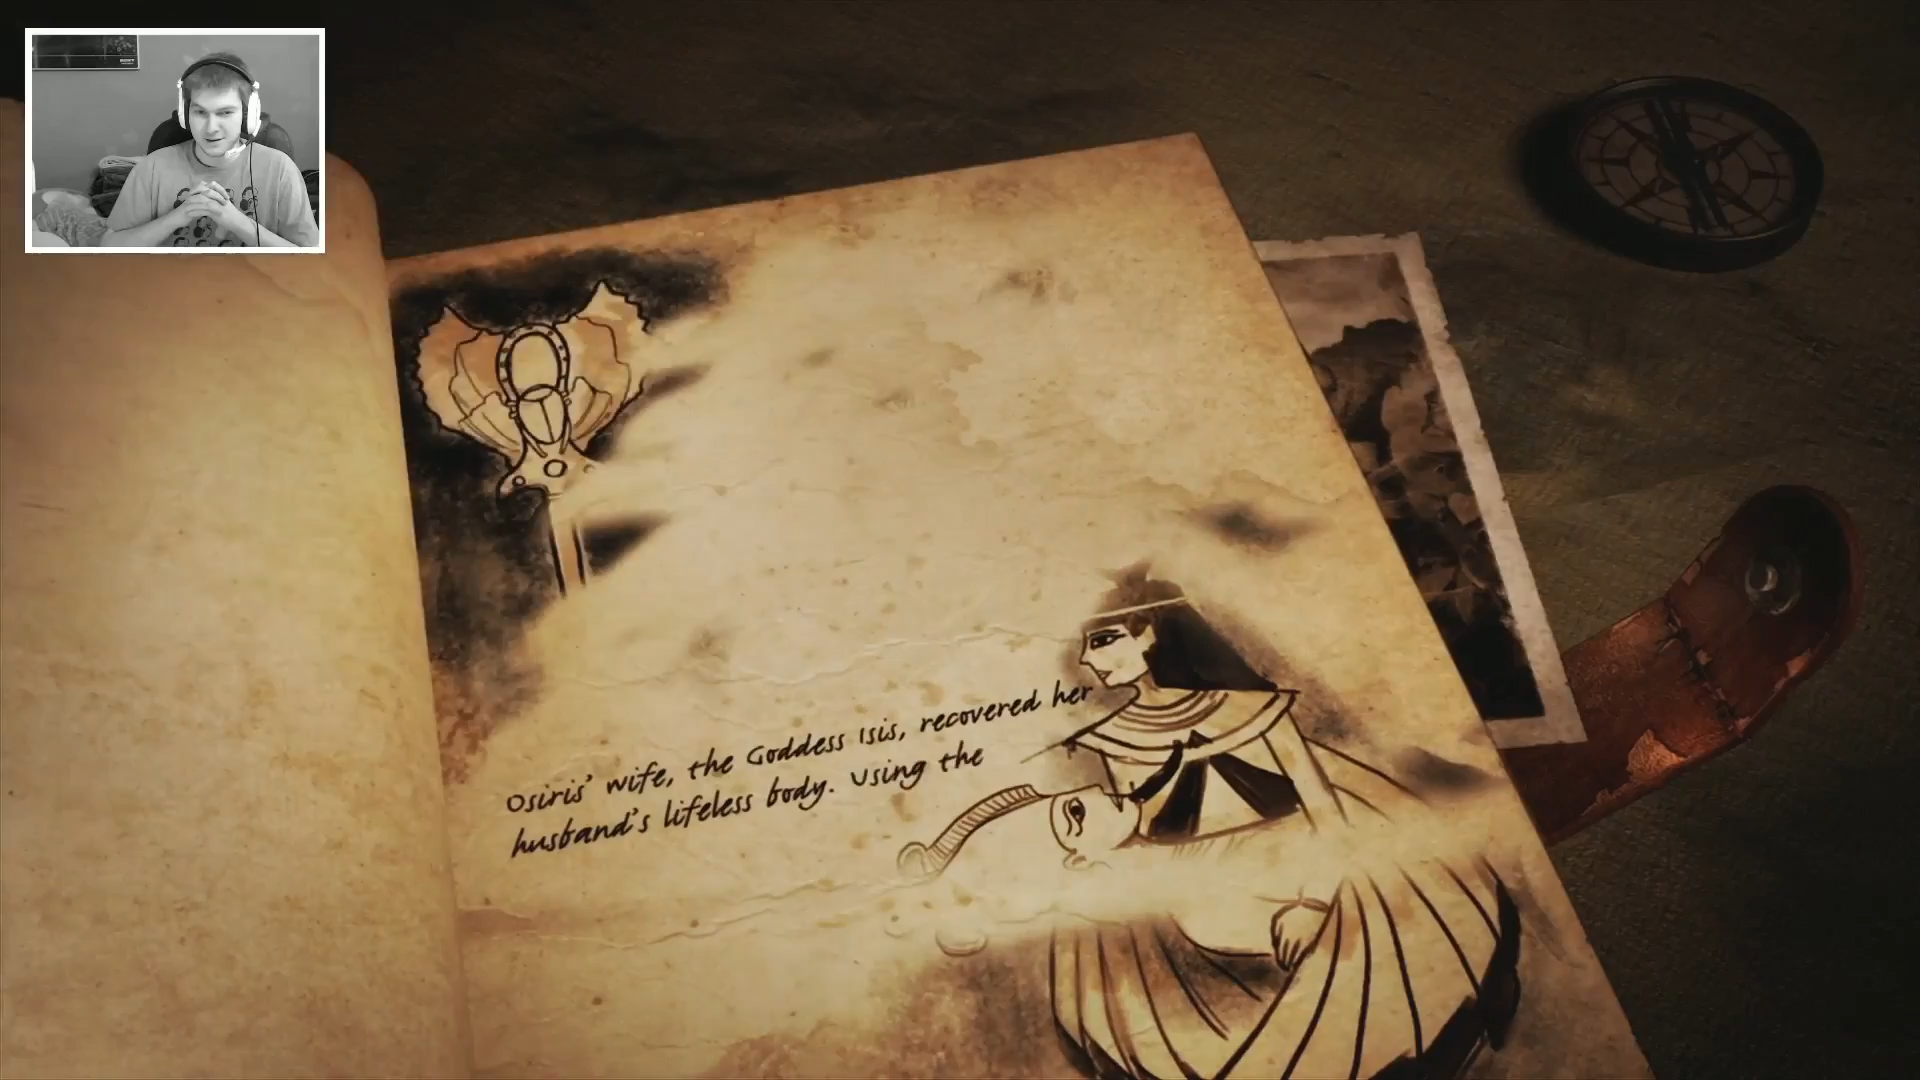 Osiris' wife, the Goddess Isis, recovered her
husband's lifeless body. Using the